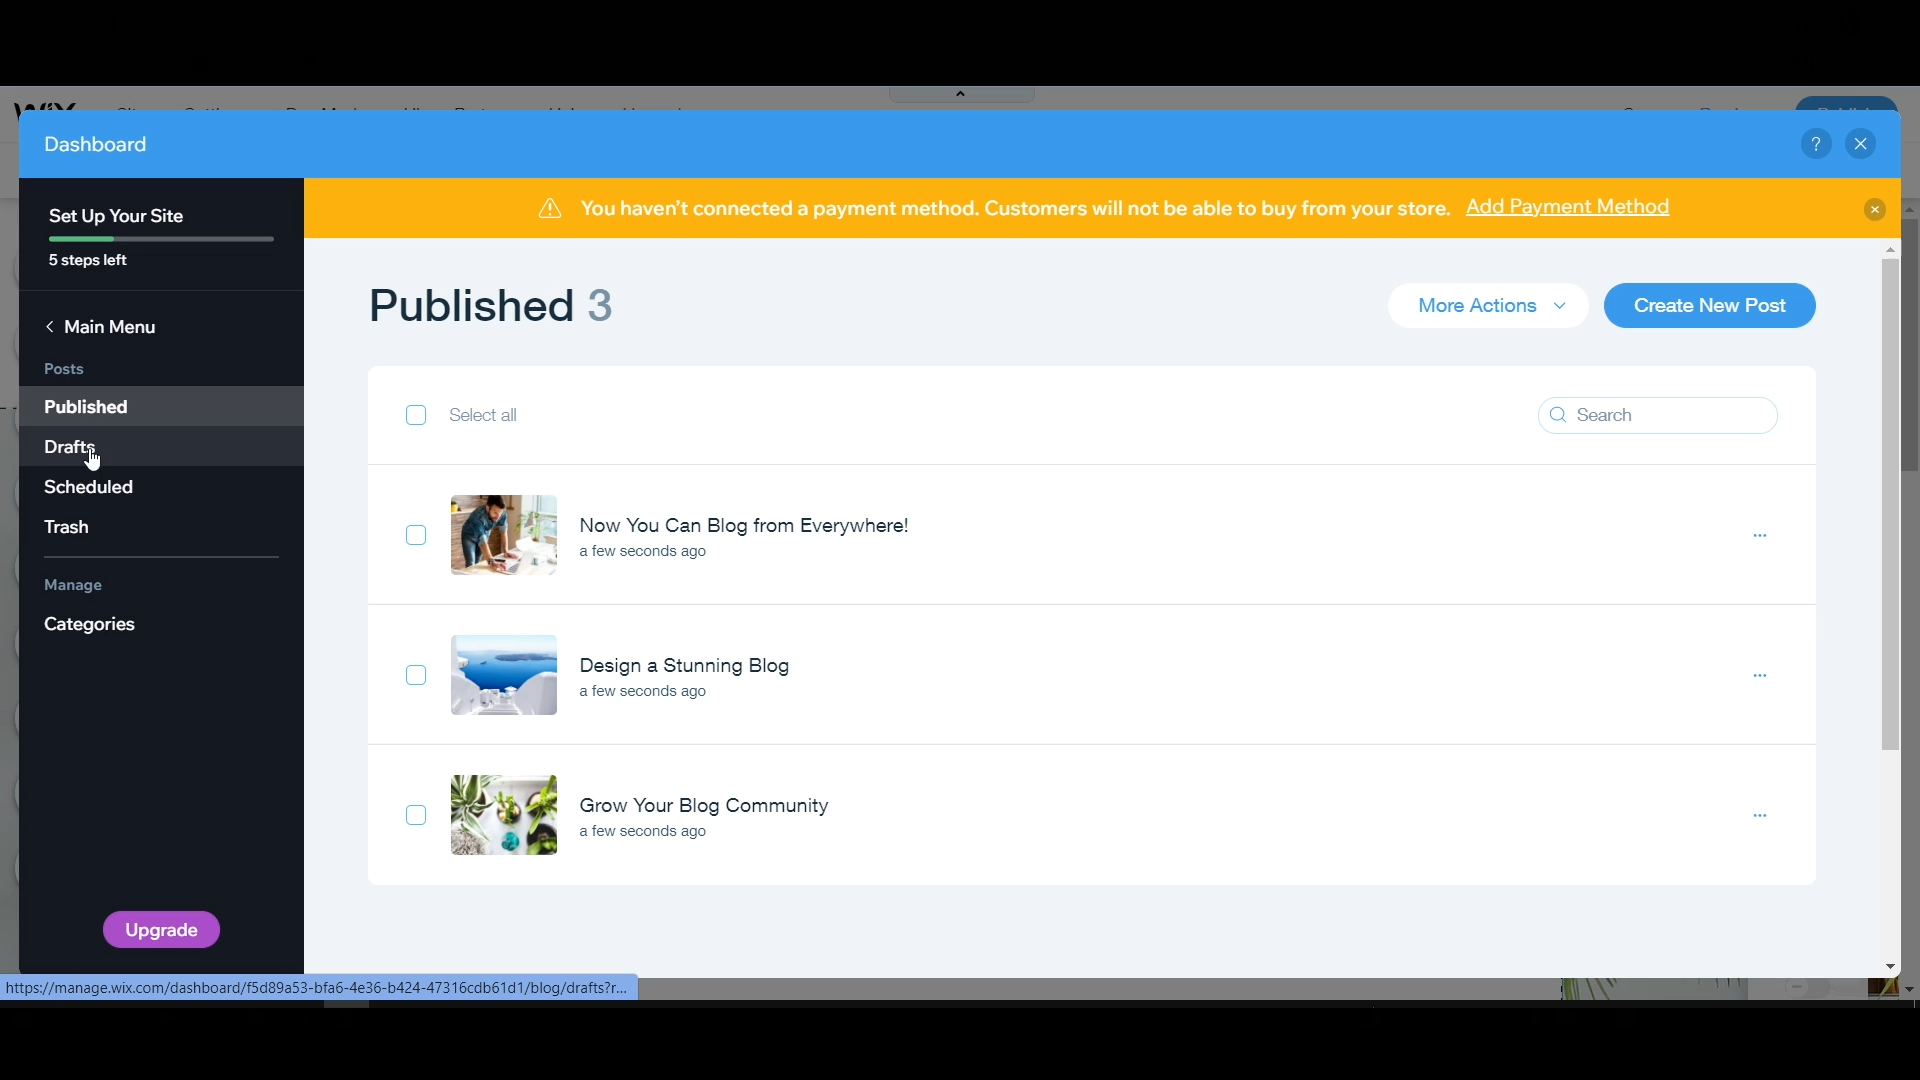 Dashboard
?
Set Up Your Site
5 steps left
You haven't connected a payment method. Customers will not be able to buy from your store. Add Payment Method
Main Menu
Posts
Published
Drafts
Scheduled
Trash
Manage
Categories
Upgrade
Published 3
More Actions
Create New Post
Select all
Search
Now You Can Blog from Everywhere!
a few seconds ago
Design a Stunning Blog
a few seconds ago
Grow Your Blog Community
a few seconds ago
https://manage.wix.com/dashboard/f5d89a53-bfa6-4e36-b424-47316cdb61d1/blog/drafts?r...